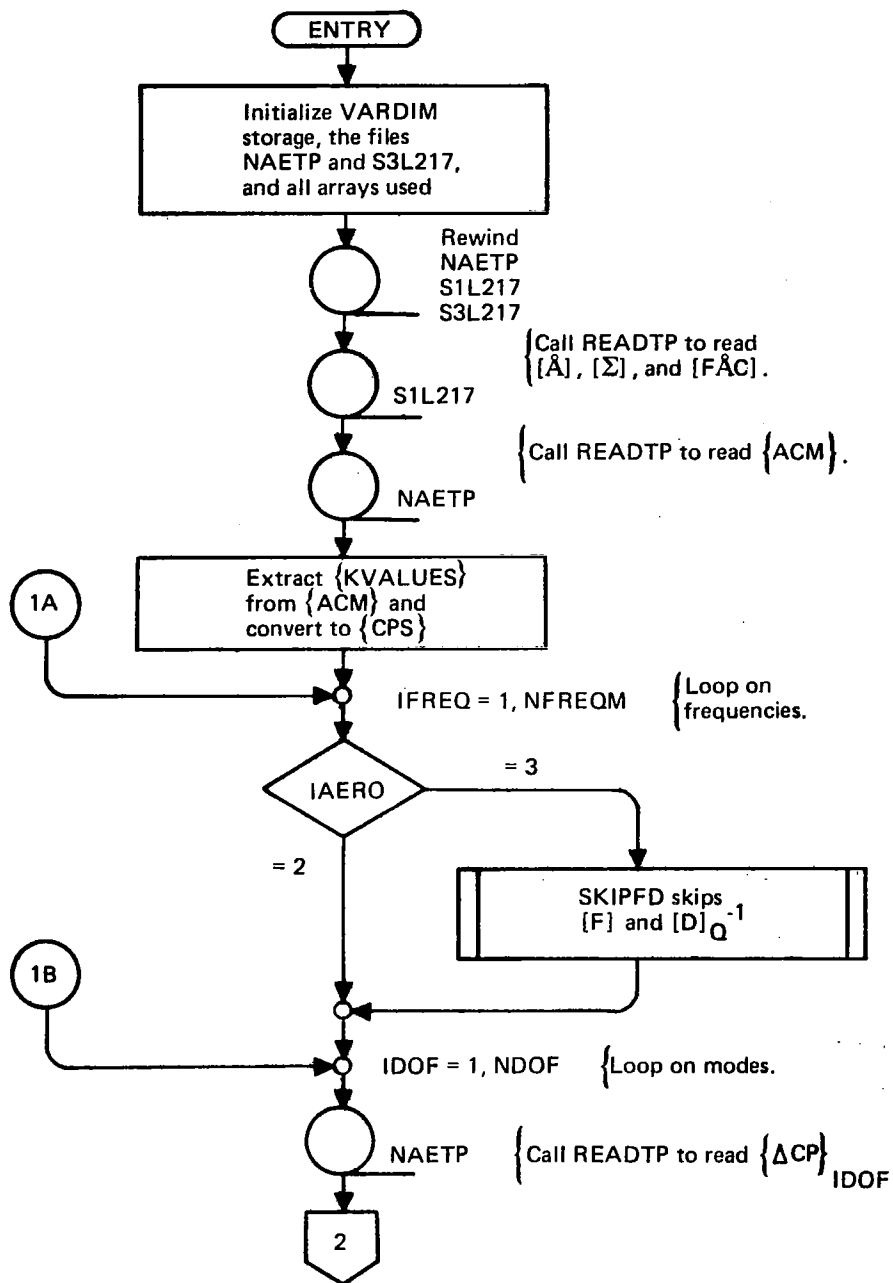 ENTRY
Initialize VARDIM
storage, the files
NAETP and S3L217,
and all arrays used
Rewind
NAETP
S1L217
S3L217
{Call READTP to read
[Å], [Σ], and [FÅC].
S1L217
{Call READTP to read {ACM}.
NAETP
Extract {KVALUES}
from {ACM} and
convert to {CPS}
1A
IFREQ = 1, NFREQM {Loop on
frequencies.
IAERO
= 3
= 2
SKIPFD skips
[F] and [D]Q⁻¹
1B
IDOF = 1, NDOF {Loop on modes.
NAETP {Call READTP to read {ΔCP}IDOF
2